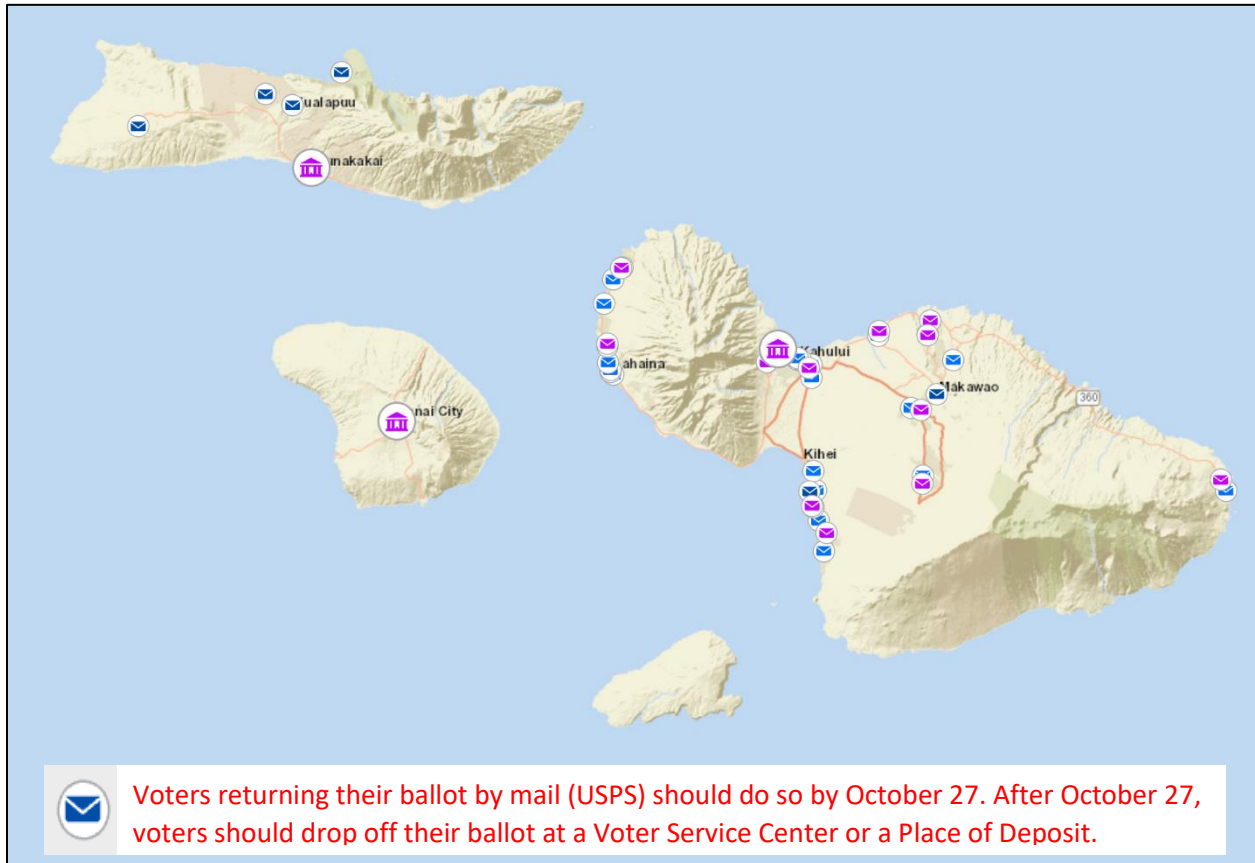 ualapuu
unakakai
ahaina
Kahului
nai City
Makawao
360
Kihei
Voters returning their ballot by mail (USPS) should do so by October 27. After October 27,
voters should drop off their ballot at a Voter Service Center or a Place of Deposit.